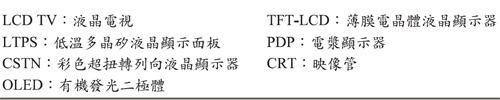 LCD TV：液晶電視 TFT-LCD：薄膜電晶體液晶顯示器
LTPS：低溫多晶矽液晶顯示面板 PDP：電漿顯示器
CSTN：彩色超扭轉列向液晶顯示器 CRT：映像管
OLED：有機發光二極體